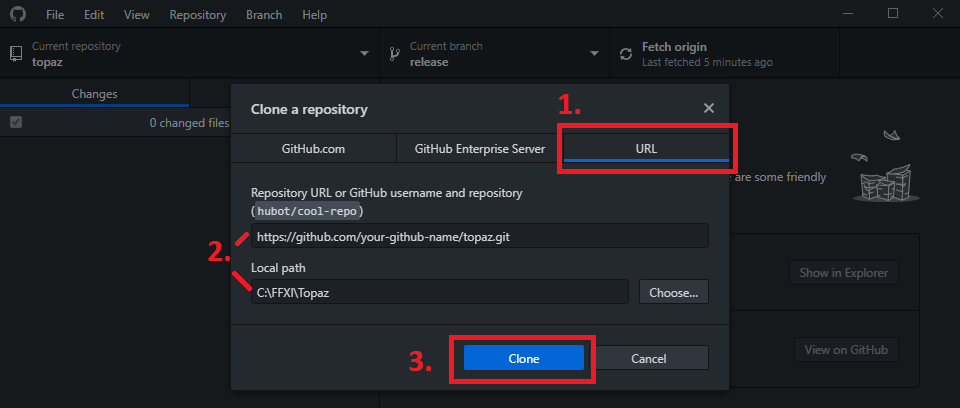 File Edit View Repository Branch Help
Current repository
topaz
Current branch
release
Fetch origin
Last fetched 5 minutes ago
Changes
0 changed files
Clone a repository
1.
GitHub.com
GitHub Enterprise Server
URL
Repository URL or GitHub username and repository
(hubot/cool-repo)
https://github.com/your-github-name/topaz.git
2.
Local path
C:\FFXI\Topaz
Choose...
3.
Clone
Cancel
e are some friendly
Show in Explorer
View on GitHub